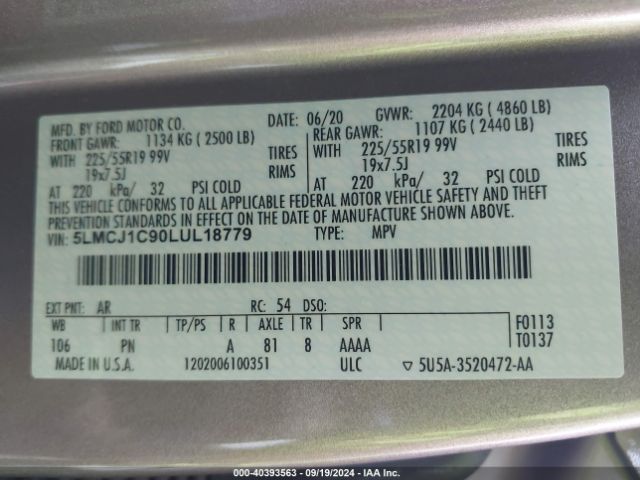 MFD. BY FORD MOTOR CO.
DATE: 06/20 GVWR: 2204 KG ( 4860 LB)
FRONT GAWR: 1134 KG ( 2500 LB)
REAR GAWR: 1107 KG ( 2440 LB)
WITH 225/55R19 99V TIRES
WITH 225/55R19 99V TIRES
19x7.5J RIMS
19x7.5J RIMS
AT 220 kPa/ 32 PSI COLD
AT 220 kPa/ 32 PSI COLD
THIS VEHICLE CONFORMS TO ALL APPLICABLE FEDERAL MOTOR VEHICLE SAFETY AND THEFT
PREVENTION STANDARDS IN EFFECT ON THE DATE OF MANUFACTURE SHOWN ABOVE.
VIN: 5LMCJ1C90LUL18779 TYPE: MPV
EXT PNT: AR RC: 54 DSO:
WB INT TR TP/PS R AXLE TR SPR
106 PN A 81 8 AAAA
F0113
T0137
MADE IN U.S.A. 1202006100351 ULC ▽ 5U5A-3520472-AA
000-40393563 - 09/19/2024 - IAA Inc.